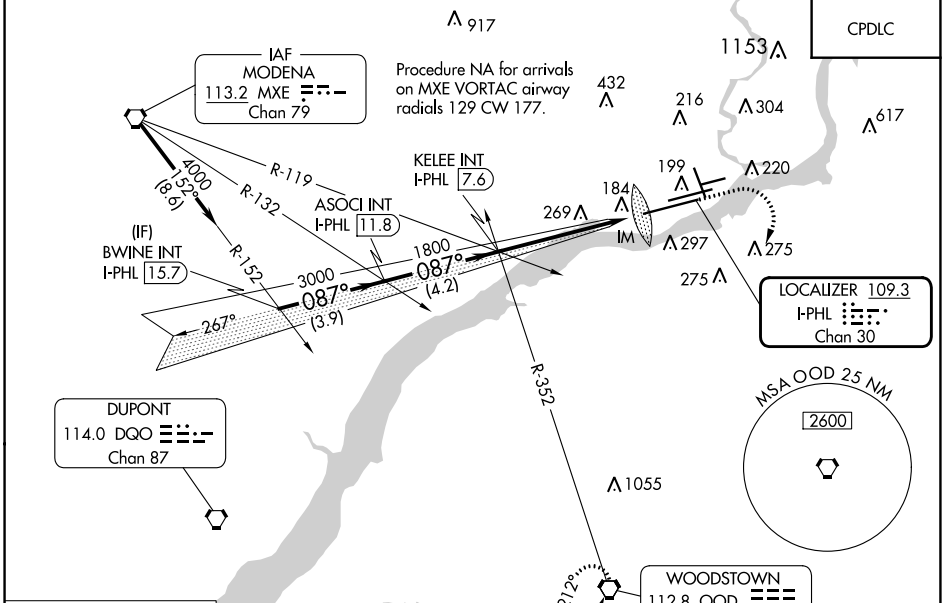 917
CPDLC
IAF
MODENA
113.2 MXE
Chan 79
Procedure NA for arrivals
on MXE VORTAC airway
radials 129 CW 177.
1153
432
216
304
617
4000
152°
(8.6)
R-119
R-132
R-152
KELEE INT
I-PHL 7.6
199
220
184
ASOCI INT
I-PHL 11.8
269
IM
297
275
275
(IF)
BWINE INT
I-PHL 15.7
1800
087°
(4.2)
3000
087°
(3.9)
267°
LOCALIZER 109.3
I-PHL
Chan 30
R-352
MSA OOD 25 NM
2600
DUPONT
114.0 DQO
Chan 87
1055
212°
WOODSTOWN
112.8 OOD